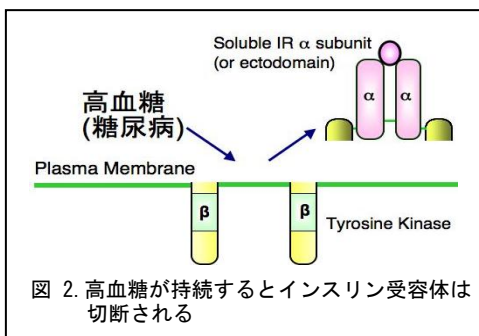 Soluble IR α subunit
(or ectodomain)
高血糖
(糖尿病)
α
α
Plasma Membrane
β
β
Tyrosine Kinase
図 2. 高血糖が持続するとインスリン受容体は
切断される